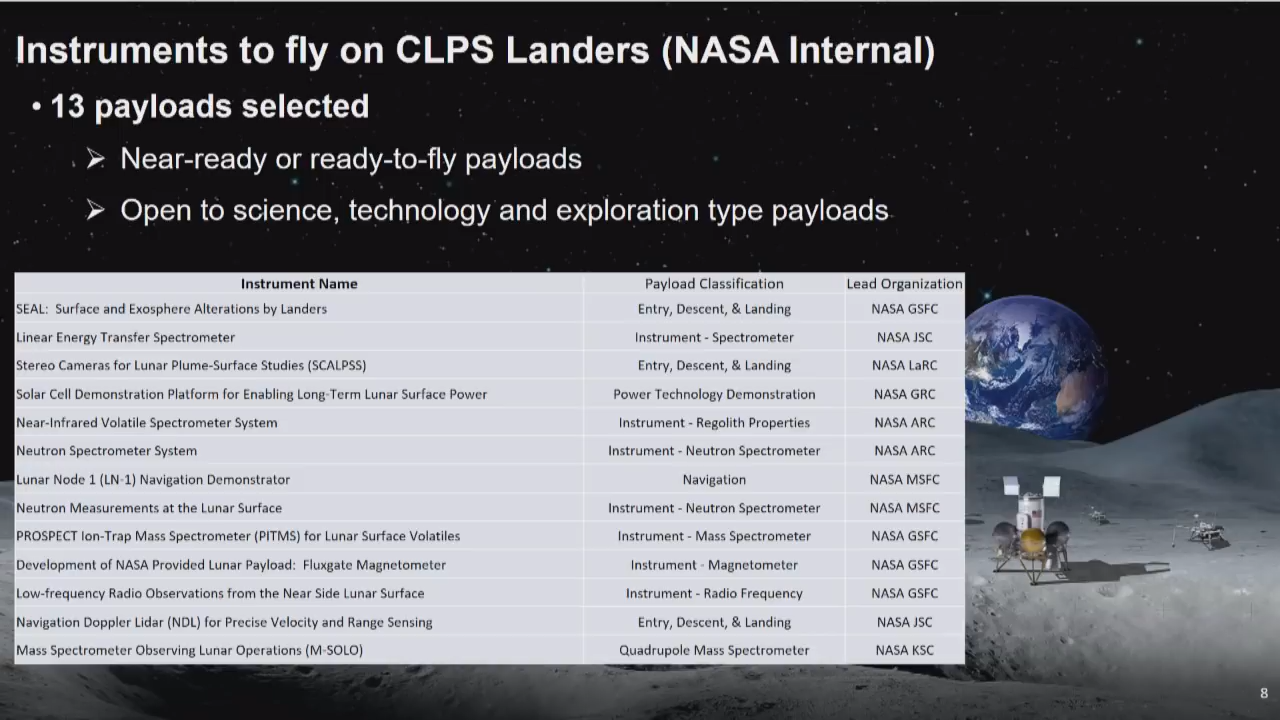 Instruments to fly on CLPS Landers (NASA Internal)
• 13 payloads selected
➢ Near-ready or ready-to-fly payloads
➢ Open to science, technology and exploration type payloads
Instrument Name Payload Classification Lead Organization
SEAL: Surface and Exosphere Alterations by Landers Entry, Descent, & Landing NASA GSFC
Linear Energy Transfer Spectrometer Instrument - Spectrometer NASA JSC
Stereo Cameras for Lunar Plume-Surface Studies (SCALPSS) Entry, Descent, & Landing NASA LaRC
Solar Cell Demonstration Platform for Enabling Long-Term Lunar Surface Power Power Technology Demonstration NASA GRC
Near-Infrared Volatile Spectrometer System Instrument - Regolith Properties NASA ARC
Neutron Spectrometer System Instrument - Neutron Spectrometer NASA ARC
Lunar Node 1 (LN-1) Navigation Demonstrator Navigation NASA MSFC
Neutron Measurements at the Lunar Surface Instrument - Neutron Spectrometer NASA MSFC
PROSPECT Ion-Trap Mass Spectrometer (PITMS) for Lunar Surface Volatiles Instrument - Mass Spectrometer NASA GSFC
Development of NASA Provided Lunar Payload: Fluxgate Magnetometer Instrument - Magnetometer NASA GSFC
Low-frequency Radio Observations from the Near Side Lunar Surface Instrument - Radio Frequency NASA GSFC
Navigation Doppler Lidar (NDL) for Precise Velocity and Range Sensing Entry, Descent, & Landing NASA JSC
Mass Spectrometer Observing Lunar Operations (M-SOLO) Quadrupole Mass Spectrometer NASA KSC
8